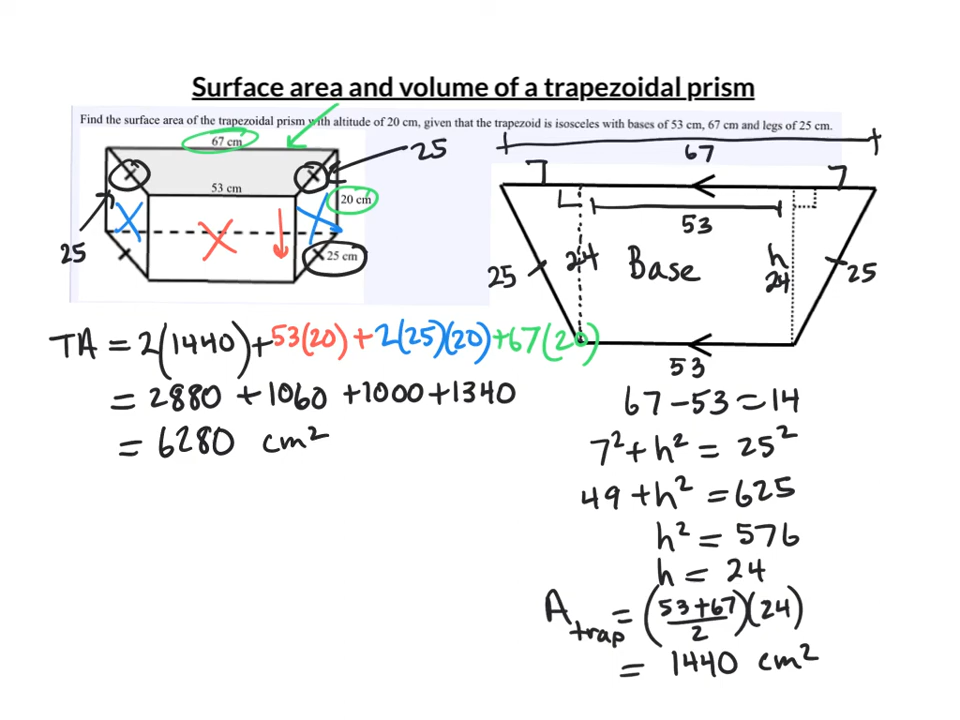 Surface area and volume of a trapezoidal prism
Find the surface area of the trapezoidal prism with altitude of 20 cm, given that the trapezoid is isosceles with bases of 53 cm, 67 cm and legs of 25 cm.
67 cm
25
53 cm
20 cm
25
25 cm
67
7
7
53
25
24
Base
h
24
25
53
TA = 2(1440) + 53(20) + 2(25)(20) + 67(20)
= 2880 + 1060 + 1000 + 1340
= 6280 cm²
67 - 53 = 14
7² + h² = 25²
49 + h² = 625
h² = 576
h = 24
A trap = (53+67/2)(24)
= 1440 cm²